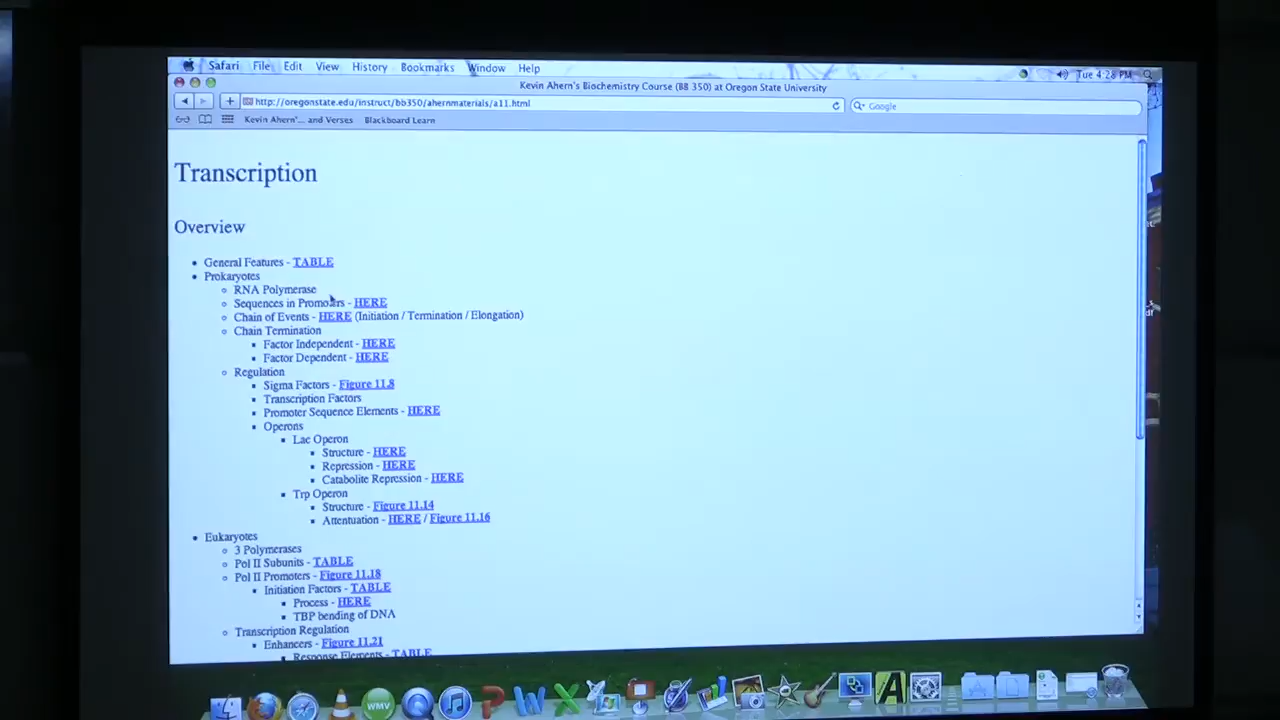 Safari File Edit View History Bookmarks Window Help Tue 4:28 PM
Kevin Ahern's Biochemistry Course (BB 350) at Oregon State University
http://oregonstate.edu/instruct/bb350/ahernmaterials/a11.html Google
Kevin Ahern'... and Verses Blackboard Learn
Transcription
Overview
General Features - TABLE
Prokaryotes
RNA Polymerase
Sequences in Promoters - HERE
Chain of Events - HERE (Initiation / Termination / Elongation)
Chain Termination
Factor Independent - HERE
Factor Dependent - HERE
Regulation
Sigma Factors - Figure 11.8
Transcription Factors
Promoter Sequence Elements - HERE
Operons
Lac Operon
Structure - HERE
Repression - HERE
Catabolite Repression - HERE
Trp Operon
Structure - Figure 11.14
Attenuation - HERE / Figure 11.16
Eukaryotes
3 Polymerases
Pol II Subunits - TABLE
Pol II Promoters - Figure 11.18
Initiation Factors - TABLE
Process - HERE
TBP bending of DNA
Transcription Regulation
Enhancers - Figure 11.21
Response Elements - TABLE
WMV